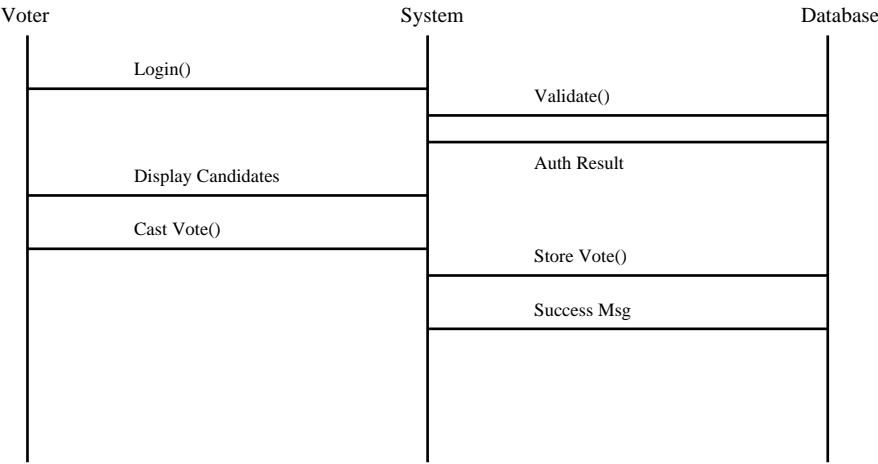 Voter
System
Database
Login()
Validate()
Auth Result
Display Candidates
Cast Vote()
Store Vote()
Success Msg